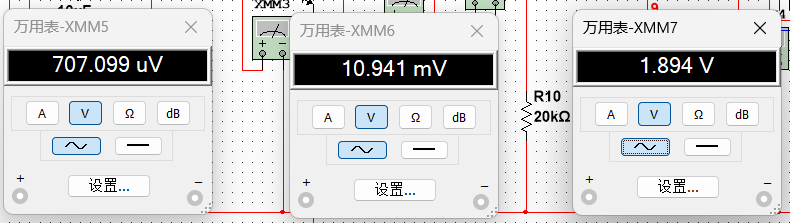 XMM3
万用表-XMM5
707.099 uV
A V Ω dB
+ −
设置...
万用表-XMM6
10.941 mV
A V Ω dB
+ −
设置...
R10
20kΩ
万用表-XMM7
1.894 V
A V Ω dB
+ −
设置...